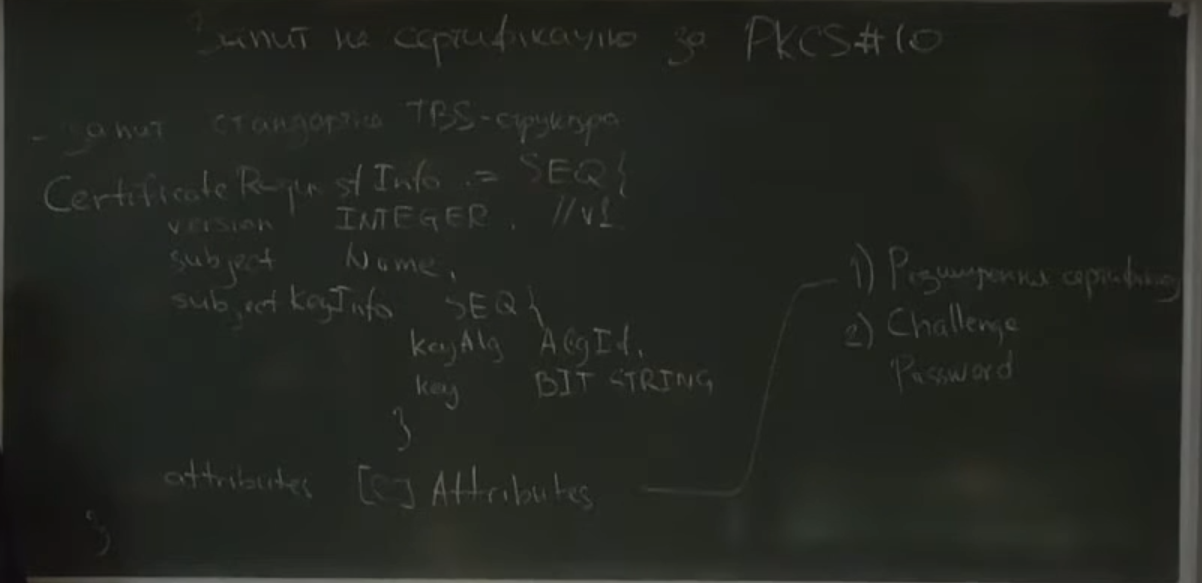 Запит на сертифікацію за PKCS#10
- запит стандартна TBS-структура
CertificateRequestInfo := SEQ{
version INTEGER, //v1
subject Name,
subjectKeyInfo SEQ{
keyAlg AlgId,
key BIT STRING
}
attributes [0] Attributes
}
1) Розширення сертифікату
2) Challenge
Password